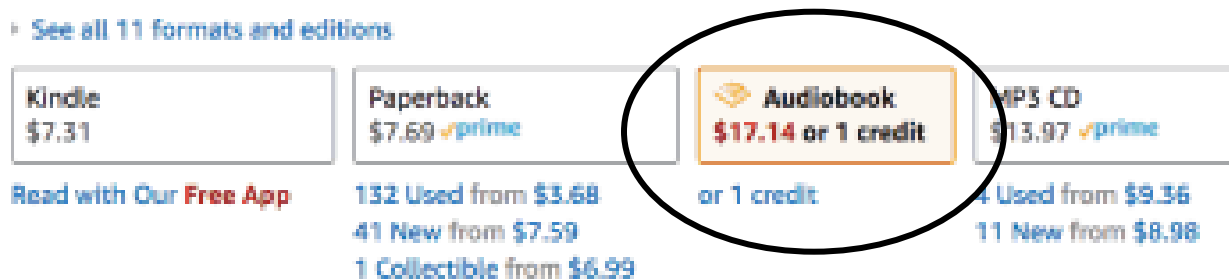 See all 11 formats and editions
Kindle
$7.31
Read with Our Free App
Paperback
$7.69 prime
132 Used from $3.68
41 New from $7.59
1 Collectible from $6.99
Audiobook
$17.14 or 1 credit
or 1 credit
MP3 CD
$13.97 prime
4 Used from $9.36
11 New from $8.98